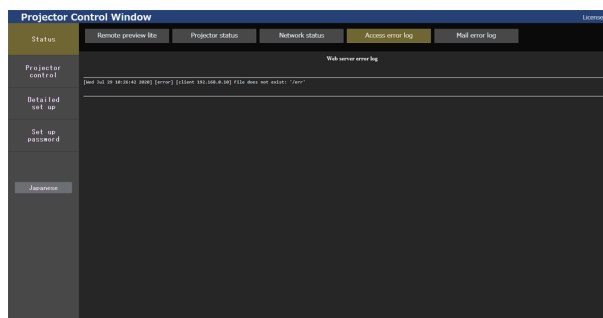 Projector Control Window
License
Status
Remote preview lite
Projector status
Network status
Access error log
Mail error log
Web server error log
[Wed Jul 29 10:26:42 2020] [error] [client 192.168.0.10] File does not exist: '/err'
Projector
control
Detailed
set up
Set up
password
Japanese